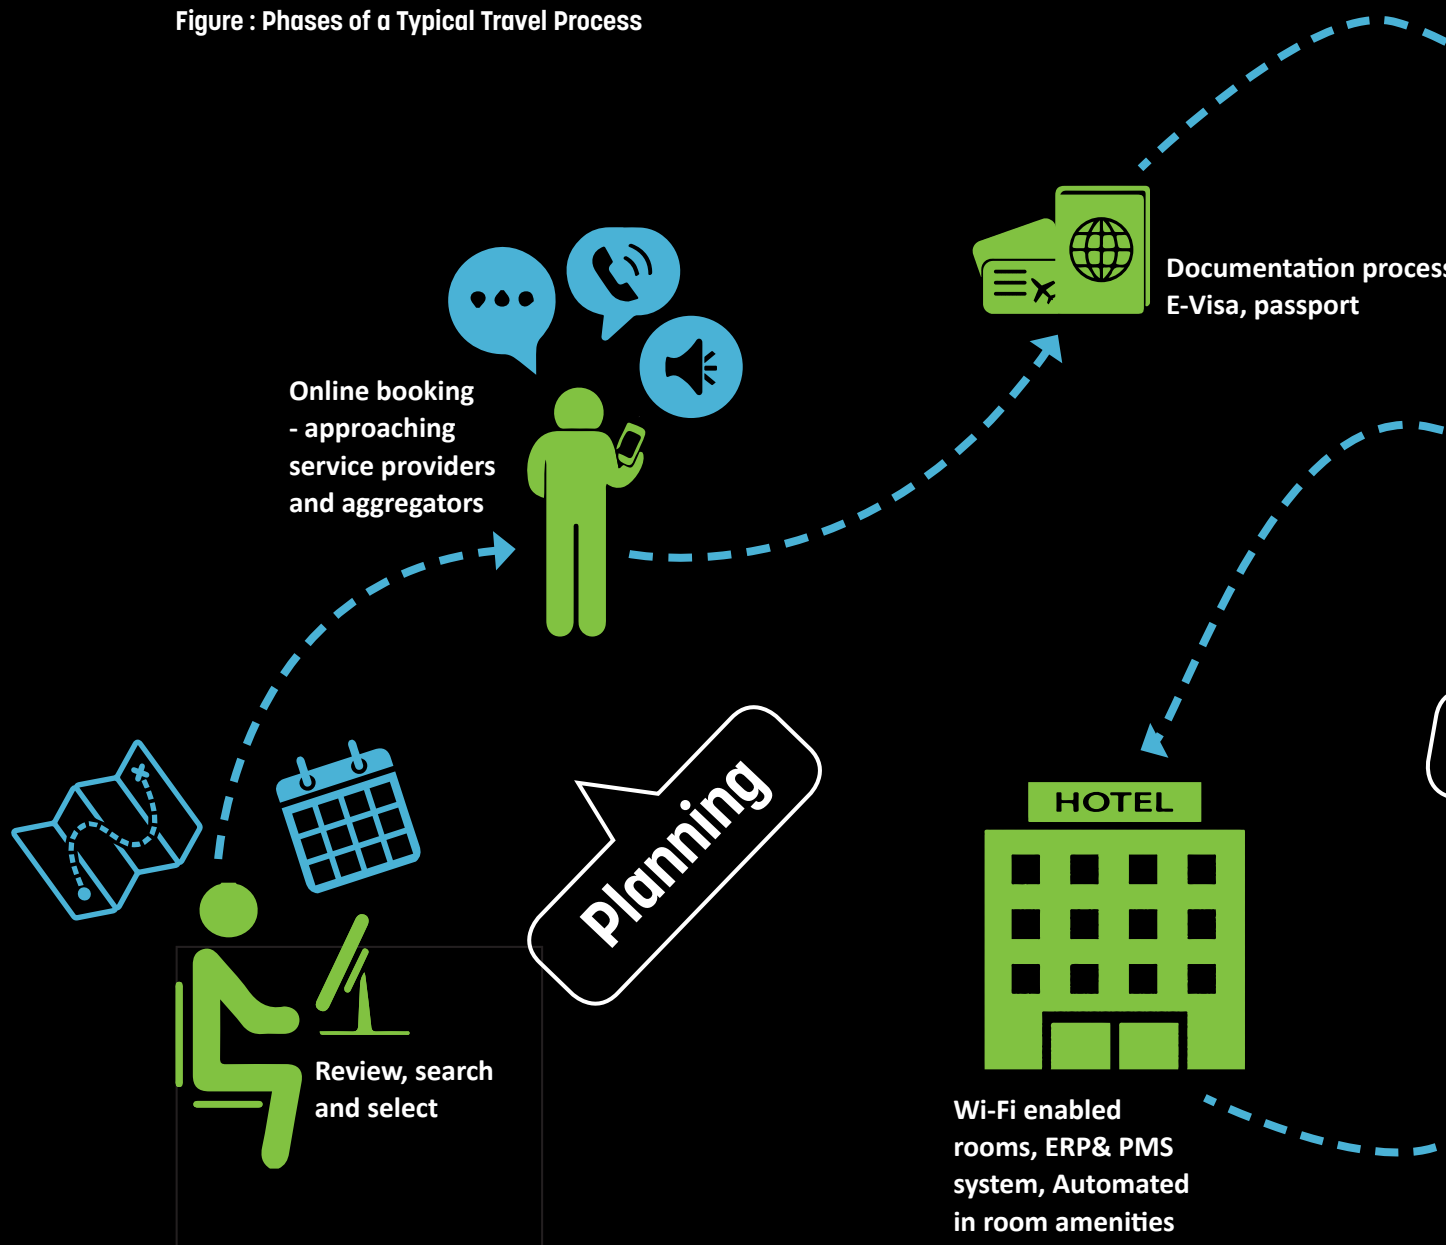 Figure : Phases of a Typical Travel Process
Documentation process
E-Visa, passport
Online booking
- approaching
service providers
and aggregators
Planning
HOTEL
Review, search
and select
Wi-Fi enabled
rooms, ERP& PMS
system, Automated
in room amenities